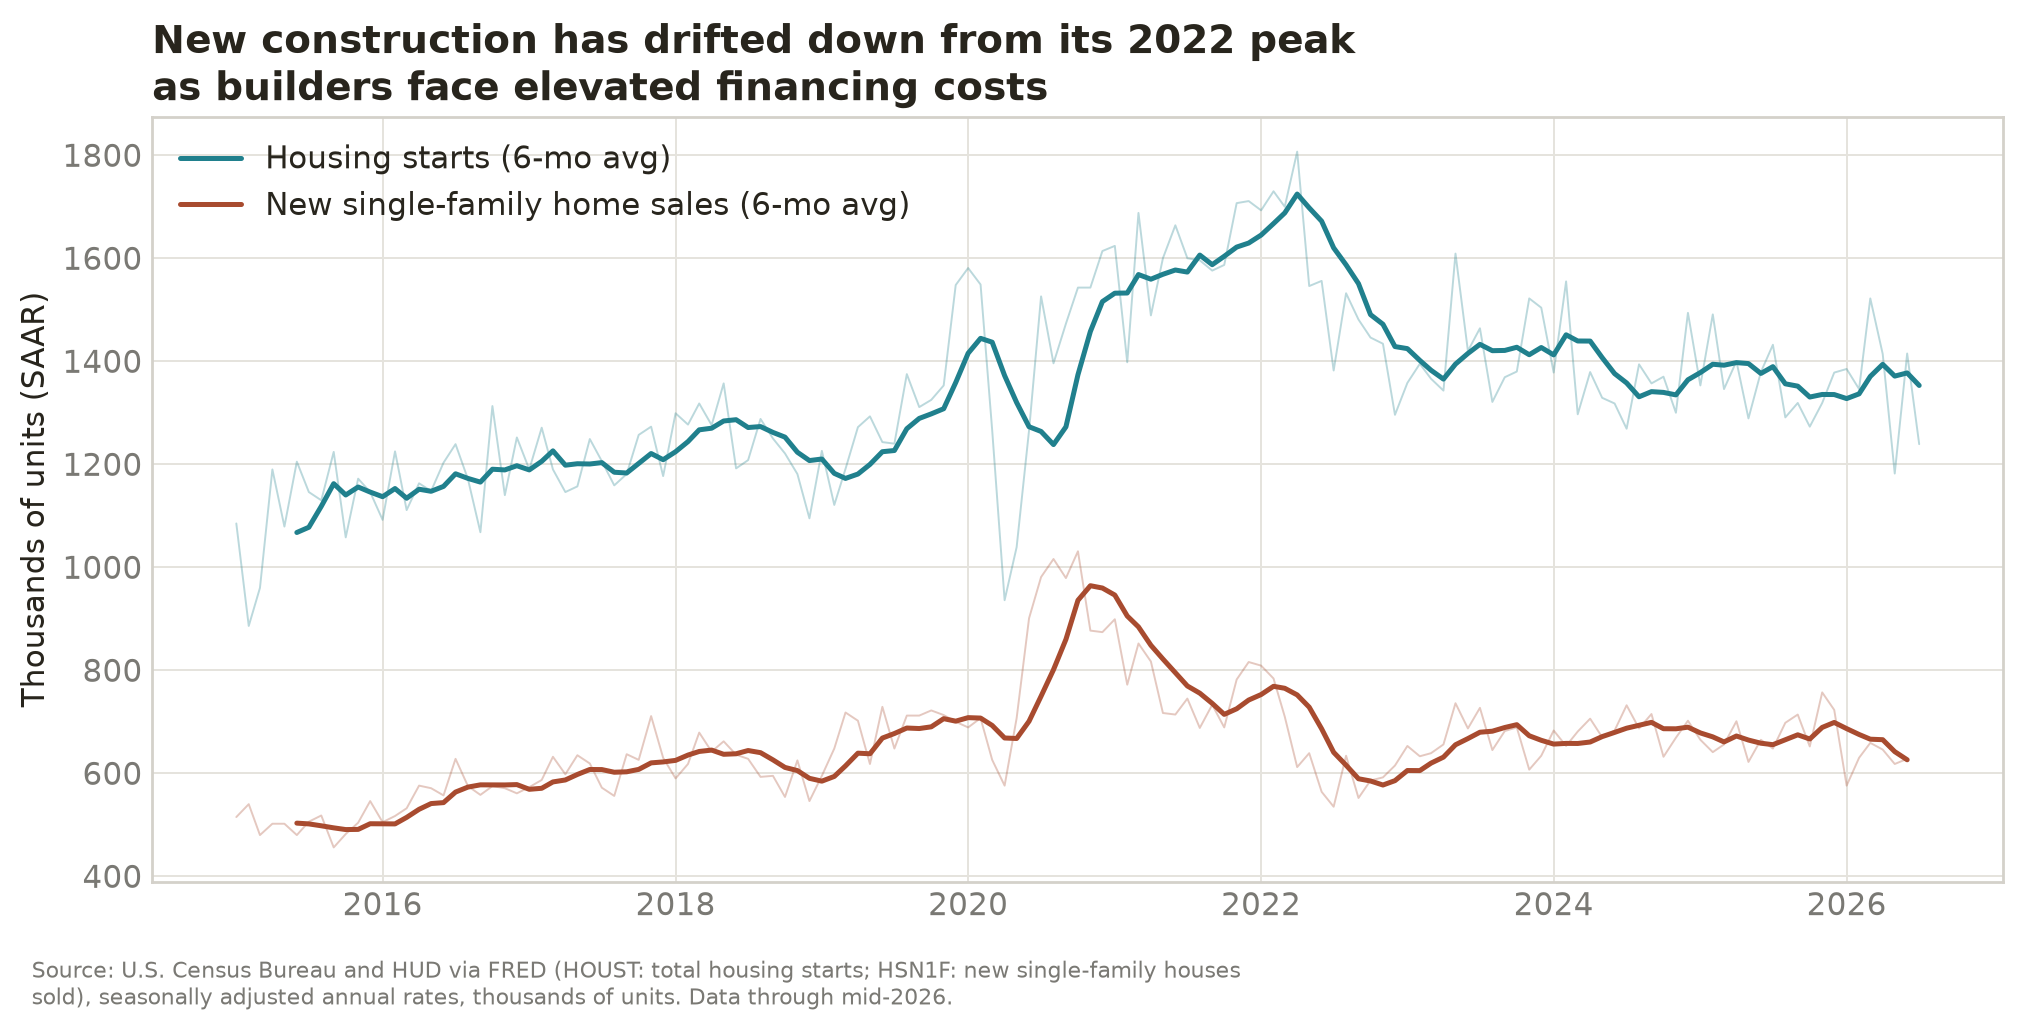 New construction has drifted down from its 2022 peak
as builders face elevated financing costs
Housing starts (6-mo avg)
New single-family home sales (6-mo avg)
Thousands of units (SAAR)
1800
1600
1400
1200
1000
800
600
400
2016
2018
2020
2022
2024
2026
Source: U.S. Census Bureau and HUD via FRED (HOUST: total housing starts; HSN1F: new single-family houses
sold), seasonally adjusted annual rates, thousands of units. Data through mid-2026.